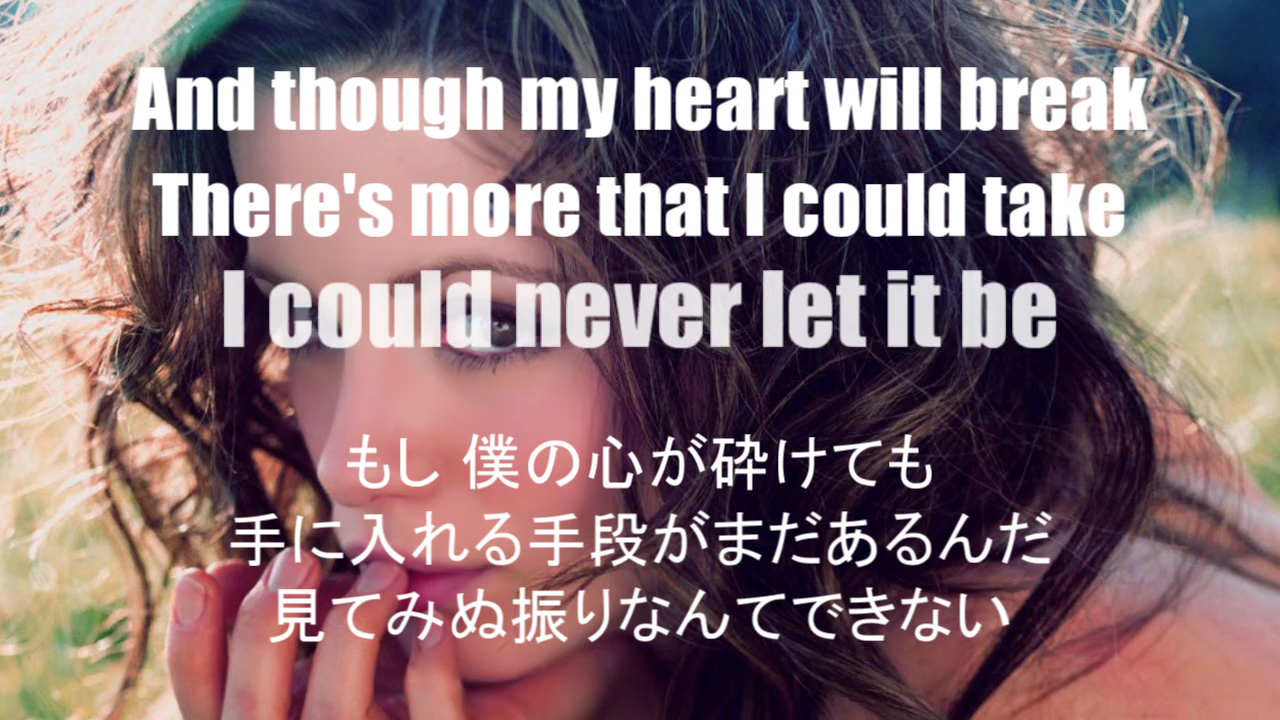 And though my heart will break
There's more that I could take
I could never let it be
もし 僕の心が砕けても
手に入れる手段がまだあるんだ
見てみぬ振りなんてできない